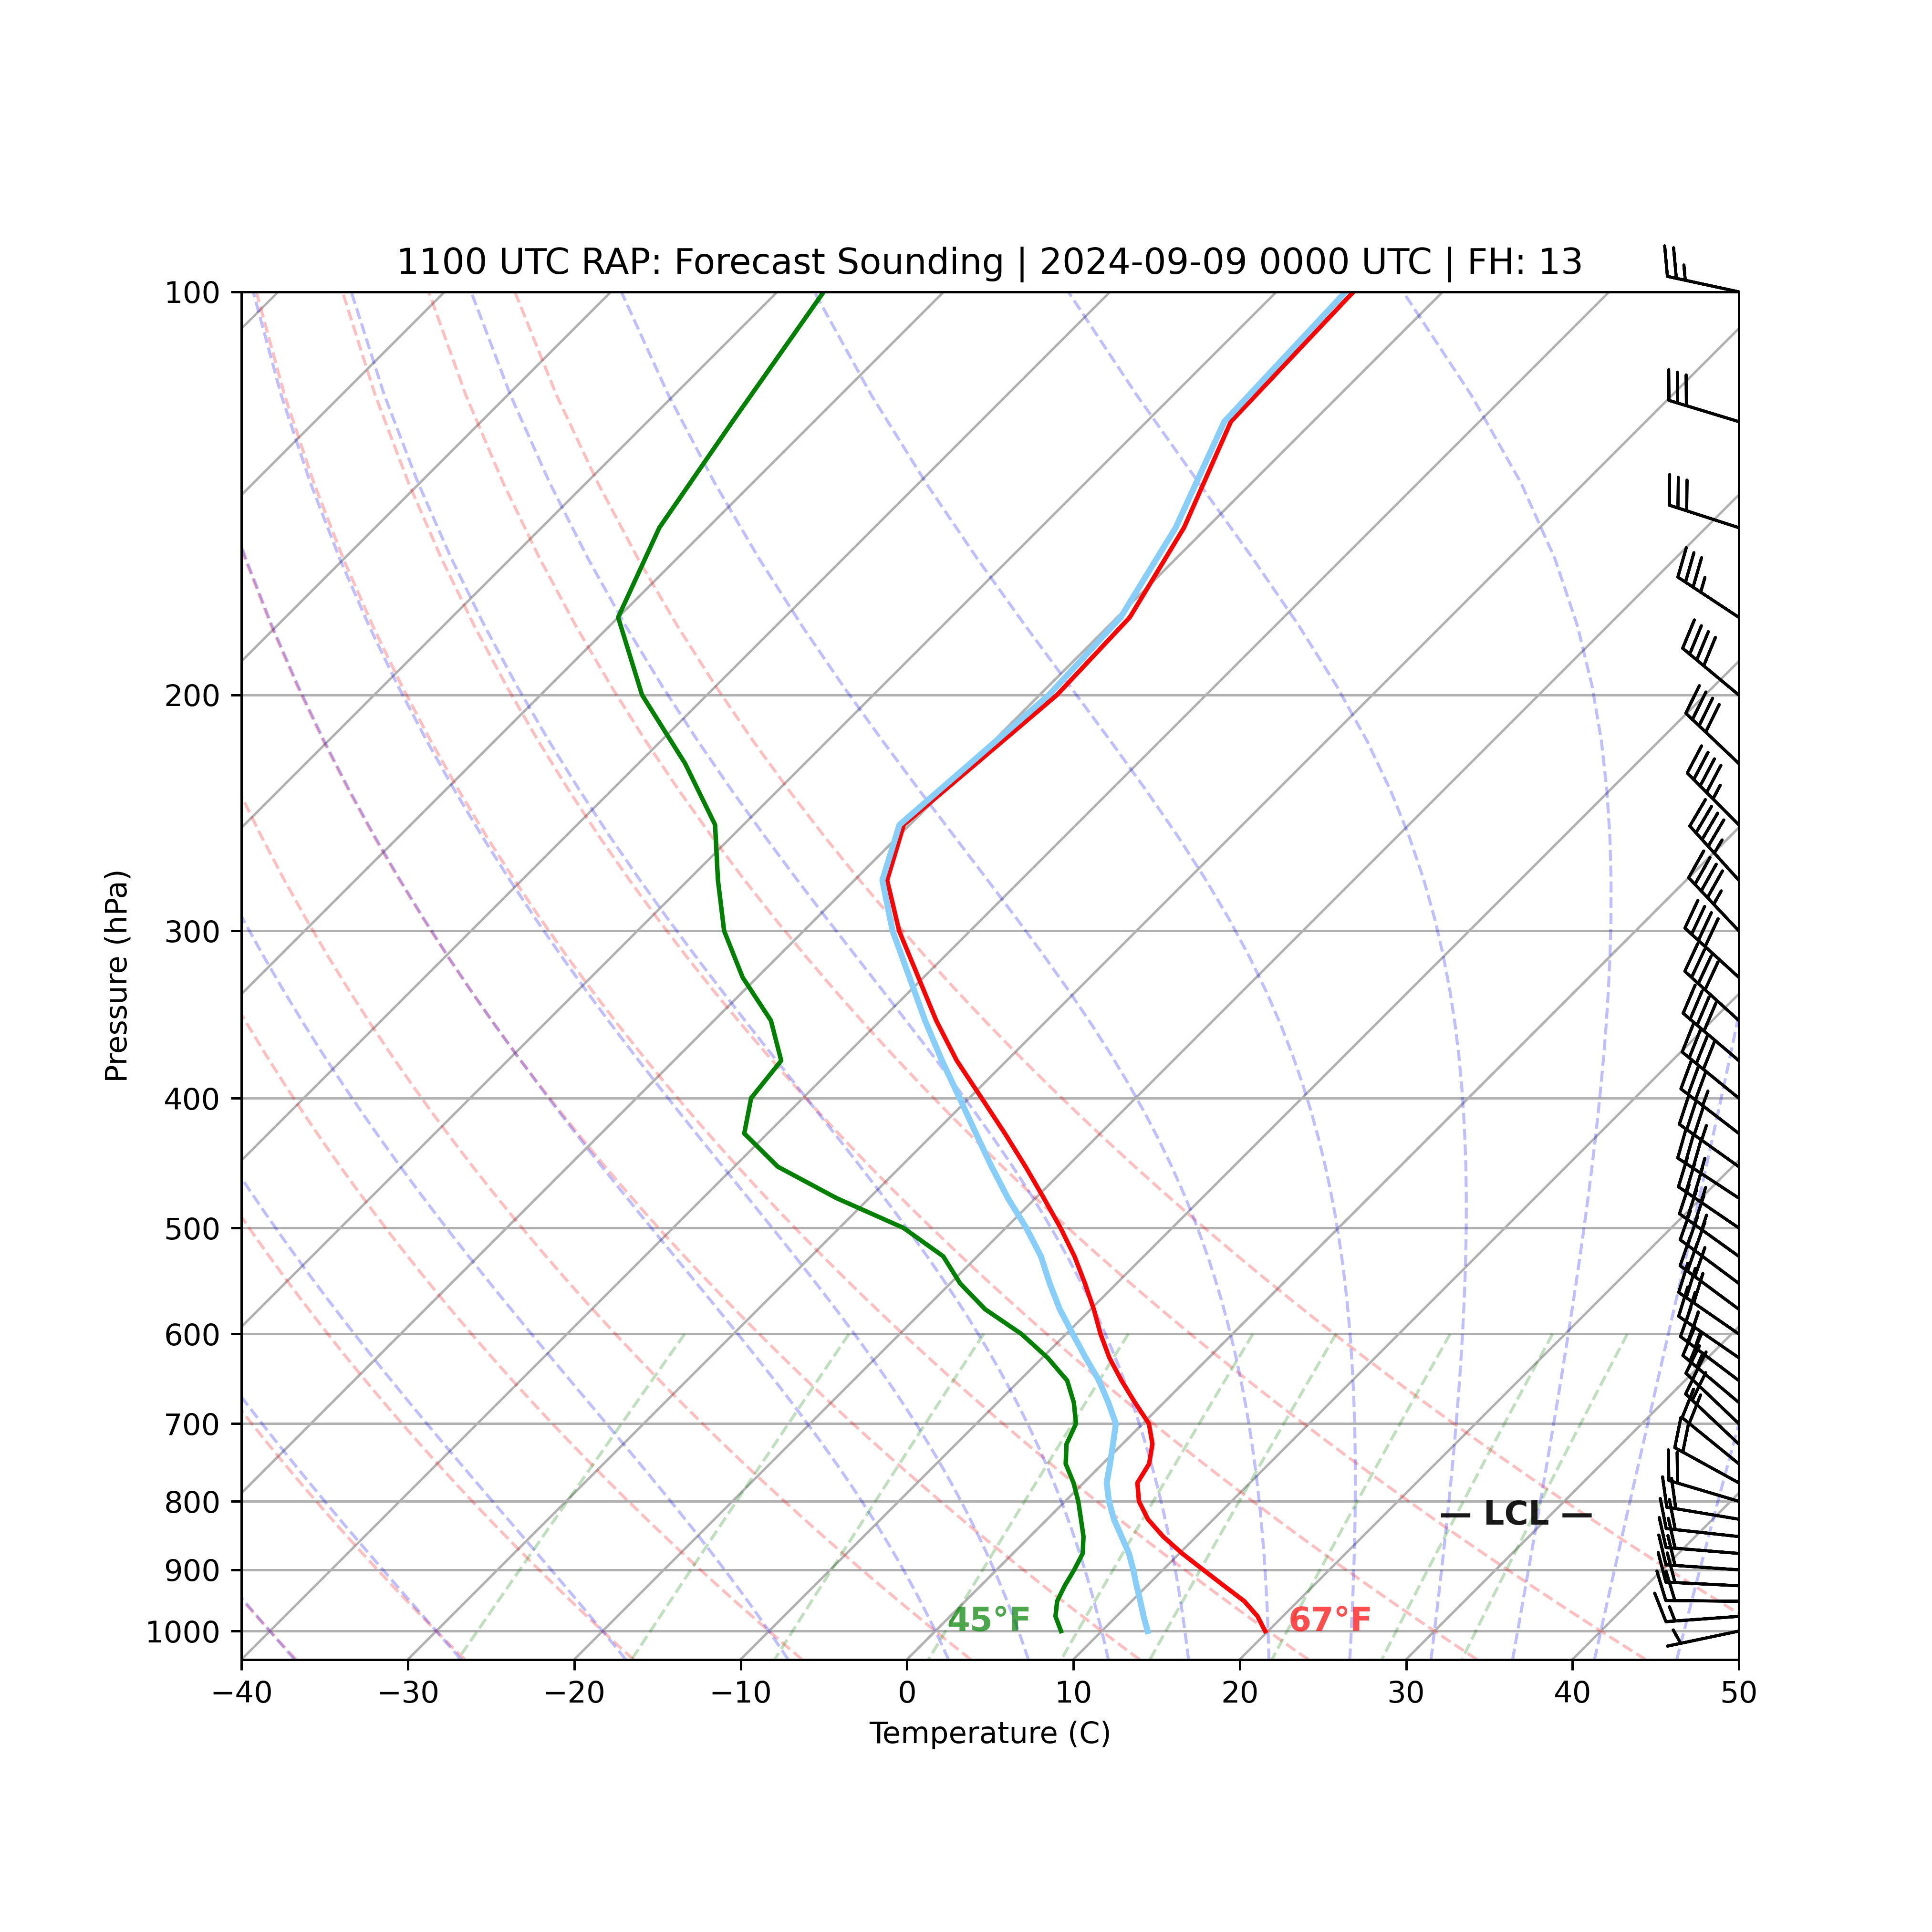 1100 UTC RAP: Forecast Sounding | 2024-09-09 0000 UTC | FH: 13
100
200
300
400
500
600
700
800
900
1000
Pressure (hPa)
— LCL —
45°F
67°F
−40 −30 −20 −10 0 10 20 30 40 50
Temperature (C)